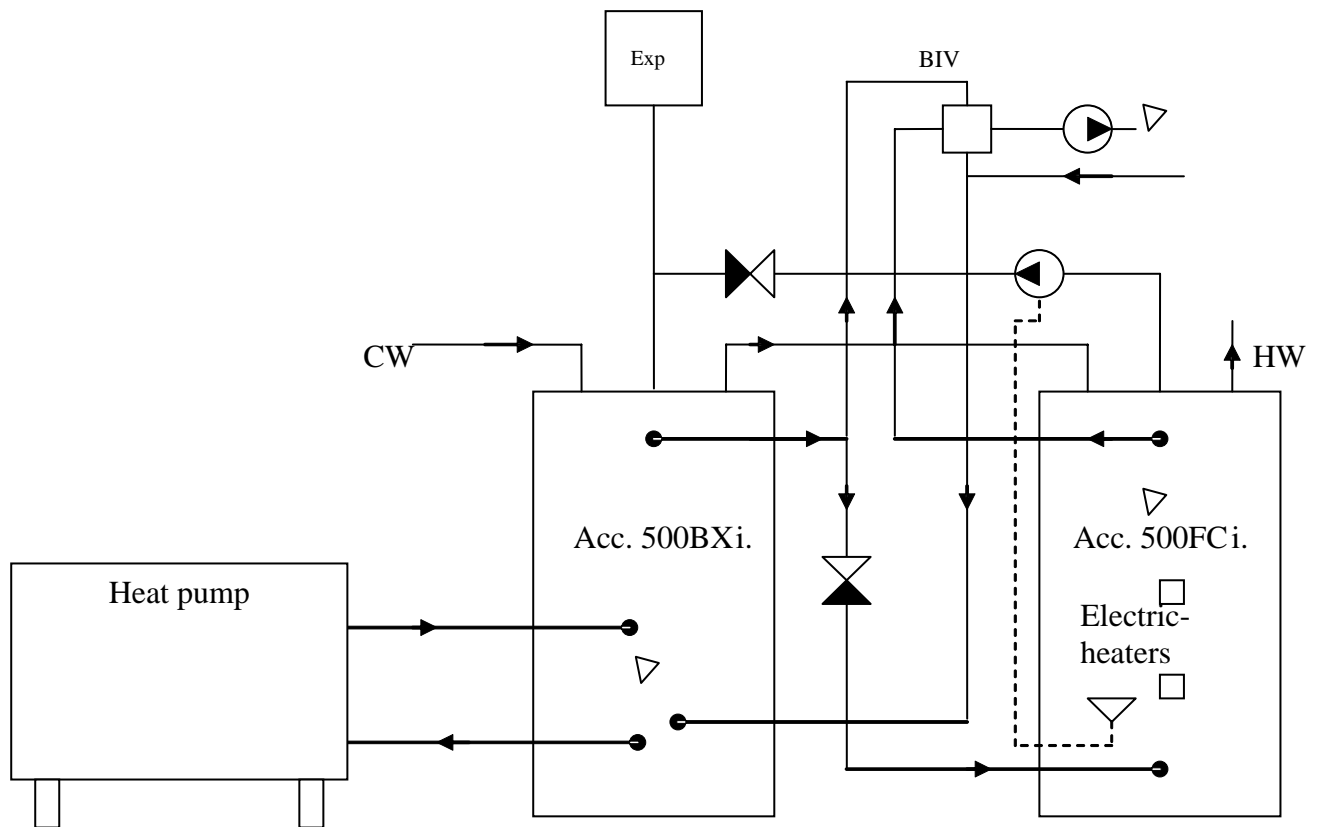 Exp
BIV
CW
HW
Acc. 500BXi.
Acc. 500FCi.
Heat pump
Electric-
heaters